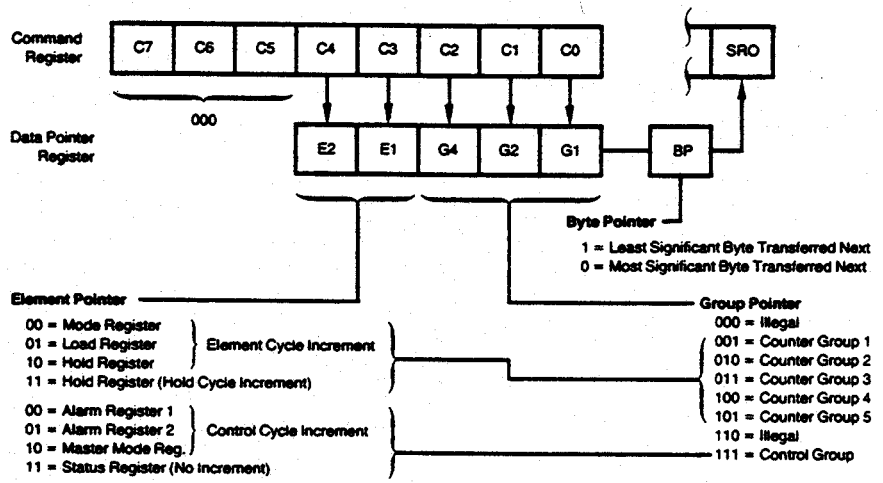 Command Register
C7 C6 C5 C4 C3 C2 C1 C0
SRO
000
Data Pointer Register
E2 E1 G4 G2 G1
BP
Byte Pointer
1 = Least Significant Byte Transferred Next
0 = Most Significant Byte Transferred Next
Element Pointer
00 = Mode Register
01 = Load Register
10 = Hold Register
Element Cycle Increment
11 = Hold Register (Hold Cycle Increment)
00 = Alarm Register 1
01 = Alarm Register 2
10 = Master Mode Reg.
Control Cycle Increment
11 = Status Register (No Increment)
Group Pointer
000 = Illegal
001 = Counter Group 1
010 = Counter Group 2
011 = Counter Group 3
100 = Counter Group 4
101 = Counter Group 5
110 = Illegal
111 = Control Group